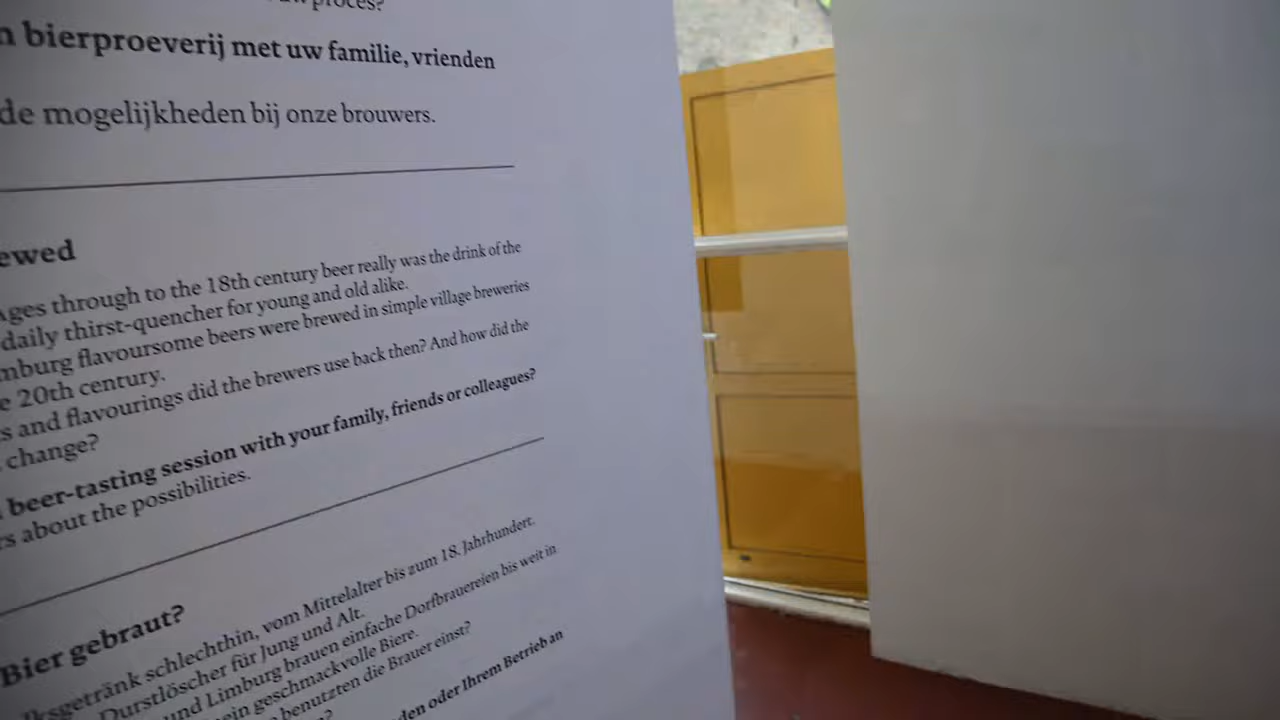 proces?
bierproeverij met uw familie, vrienden
de mogelijkheden bij onze brouwers.
ewed
ges through to the 18th century beer really was the drink of the
daily thirst-quencher for young and old alike.
mburg flavoursome beers were brewed in simple village breweries
e 20th century.
s and flavourings did the brewers use back then? And how did the
change?
beer-tasting session with your family, friends or colleagues?
rs about the possibilities.
Bier gebraut?
lksgetränk schlechthin, vom Mittelalter bis zum 18. Jahrhundert.
Durstlöscher für Jung und Alt.
und Limburg brauen einfache Dorfbrauereien bis weit in
ein geschmackvolle Biere.
benutzten die Brauer einst?
den oder Ihrem Betrieb an